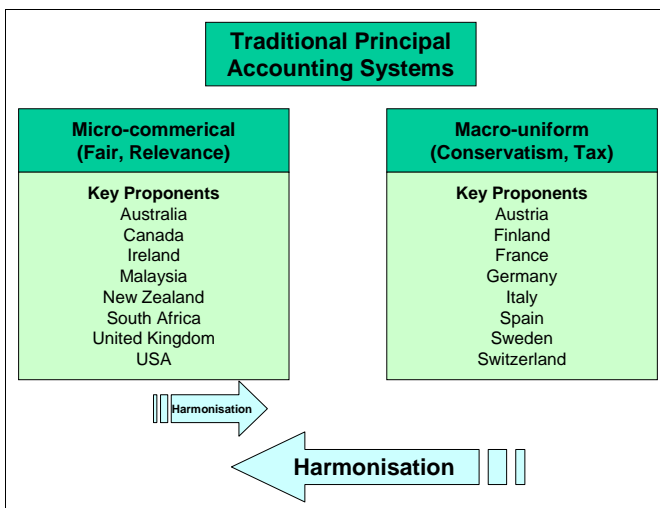 Traditional Principal
Accounting Systems
Micro-commerical
(Fair, Relevance)
Key Proponents
Australia
Canada
Ireland
Malaysia
New Zealand
South Africa
United Kingdom
USA
Macro-uniform
(Conservatism, Tax)
Key Proponents
Austria
Finland
France
Germany
Italy
Spain
Sweden
Switzerland
Harmonisation
Harmonisation